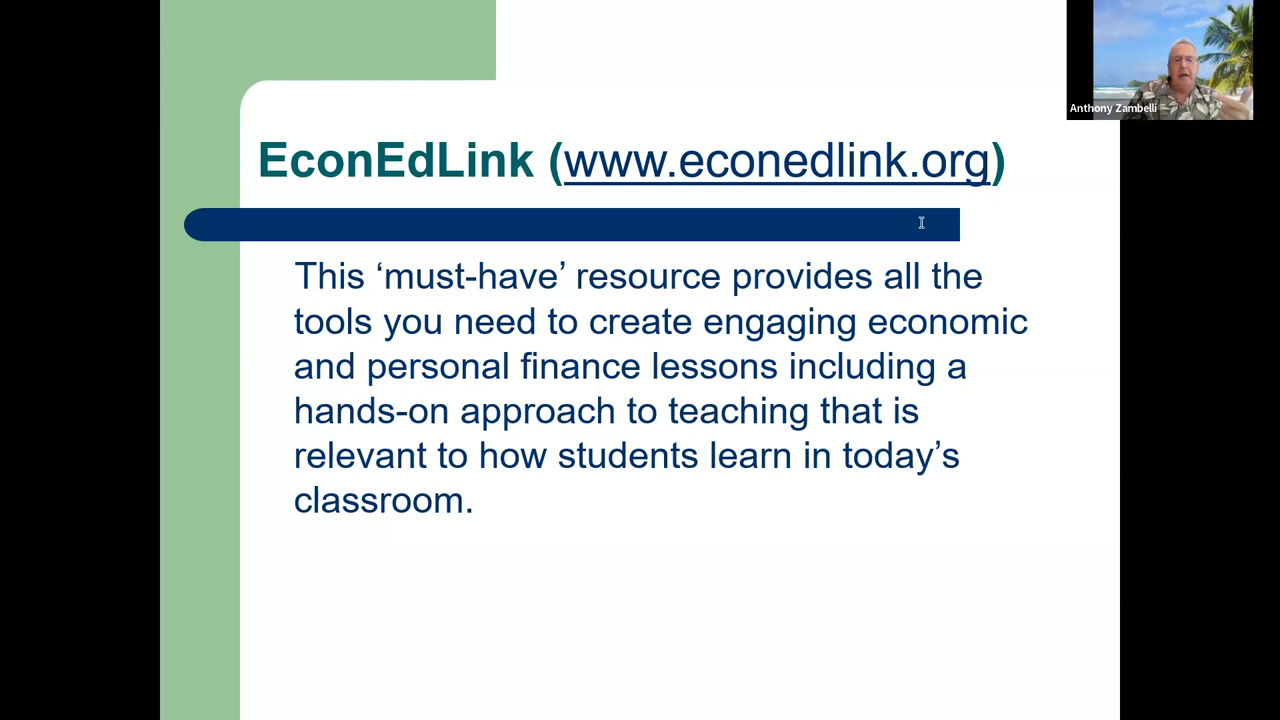 Anthony Zambelli
EconEdLink (www.econedlink.org)
This ‘must-have’ resource provides all the
tools you need to create engaging economic
and personal finance lessons including a
hands-on approach to teaching that is
relevant to how students learn in today’s
classroom.